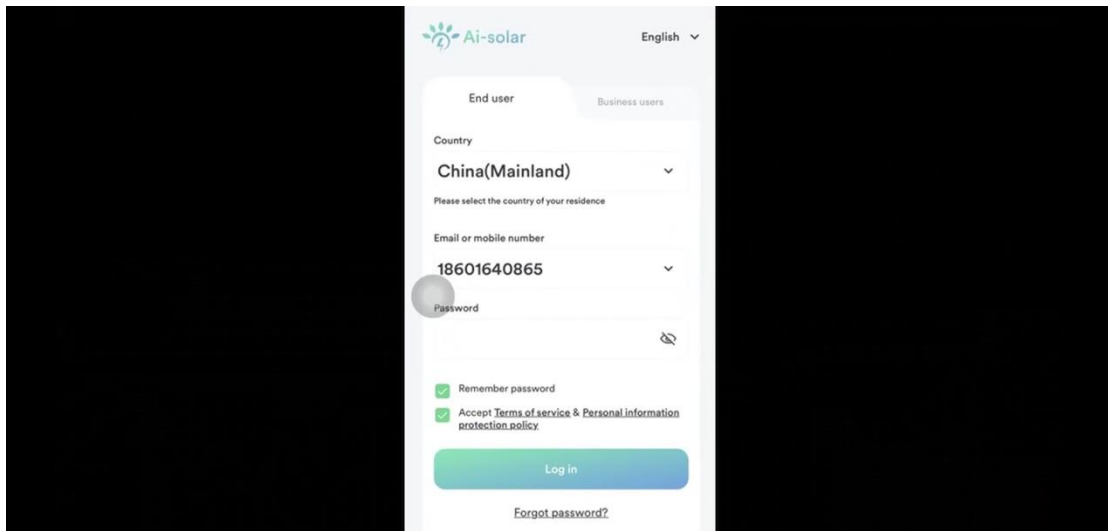 Ai-solar
English
End user
Business users
Country
China(Mainland)
Please select the country of your residence
Email or mobile number
18601640865
Password
Remember password
Accept Terms of service & Personal information
protection policy
Log in
Forgot password?